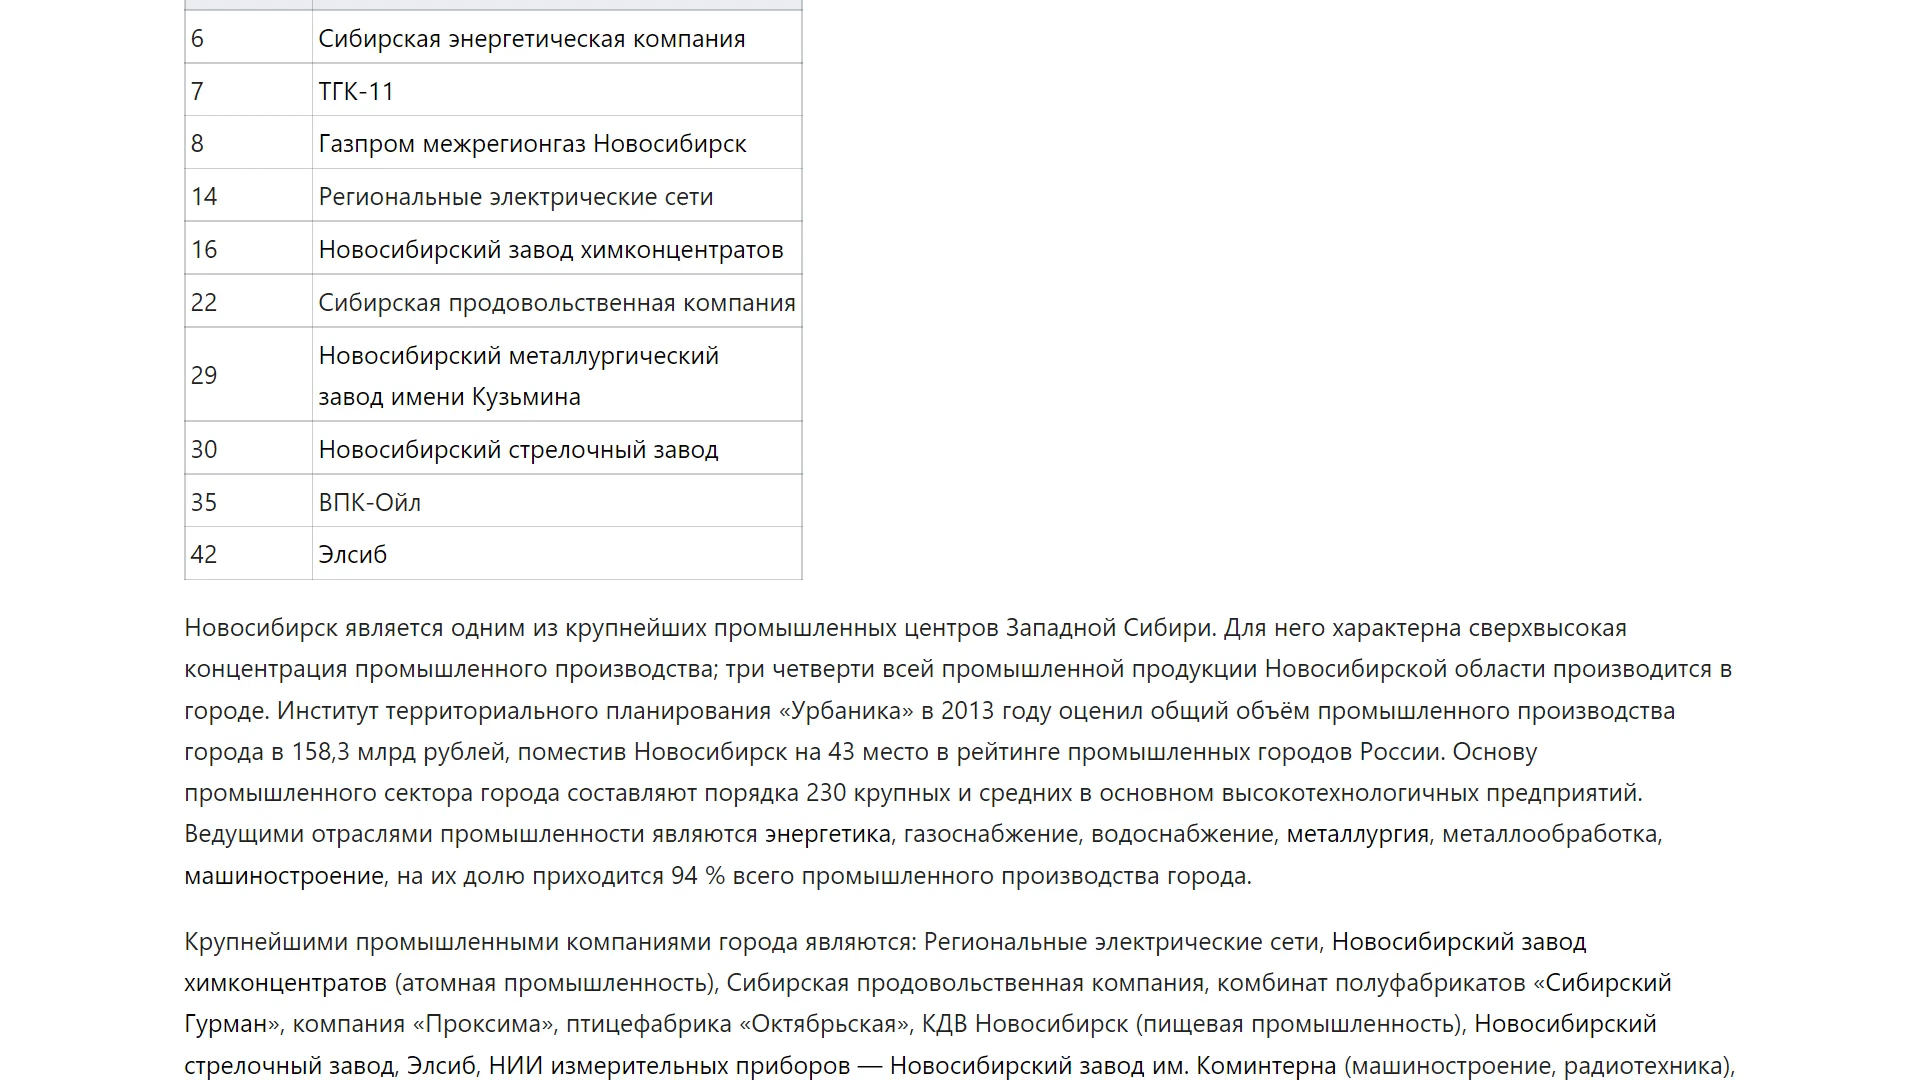 6 Сибирская энергетическая компания
7 ТГК-11
8 Газпром межрегионгаз Новосибирск
14 Региональные электрические сети
16 Новосибирский завод химконцентратов
22 Сибирская продовольственная компания
29 Новосибирский металлургический
завод имени Кузьмина
30 Новосибирский стрелочный завод
35 ВПК-Ойл
42 Элсиб
Новосибирск является одним из крупнейших промышленных центров Западной Сибири. Для него характерна сверхвысокая
концентрация промышленного производства; три четверти всей промышленной продукции Новосибирской области производится в
городе. Институт территориального планирования «Урбаника» в 2013 году оценил общий объём промышленного производства
города в 158,3 млрд рублей, поместив Новосибирск на 43 место в рейтинге промышленных городов России. Основу
промышленного сектора города составляют порядка 230 крупных и средних в основном высокотехнологичных предприятий.
Ведущими отраслями промышленности являются энергетика, газоснабжение, водоснабжение, металлургия, металлообработка,
машиностроение, на их долю приходится 94 % всего промышленного производства города.
Крупнейшими промышленными компаниями города являются: Региональные электрические сети, Новосибирский завод
химконцентратов (атомная промышленность), Сибирская продовольственная компания, комбинат полуфабрикатов «Сибирский
Гурман», компания «Проксима», птицефабрика «Октябрьская», КДВ Новосибирск (пищевая промышленность), Новосибирский
стрелочный завод, Элсиб, НИИ измерительных приборов — Новосибирский завод им. Коминтерна (машиностроение, радиотехника),